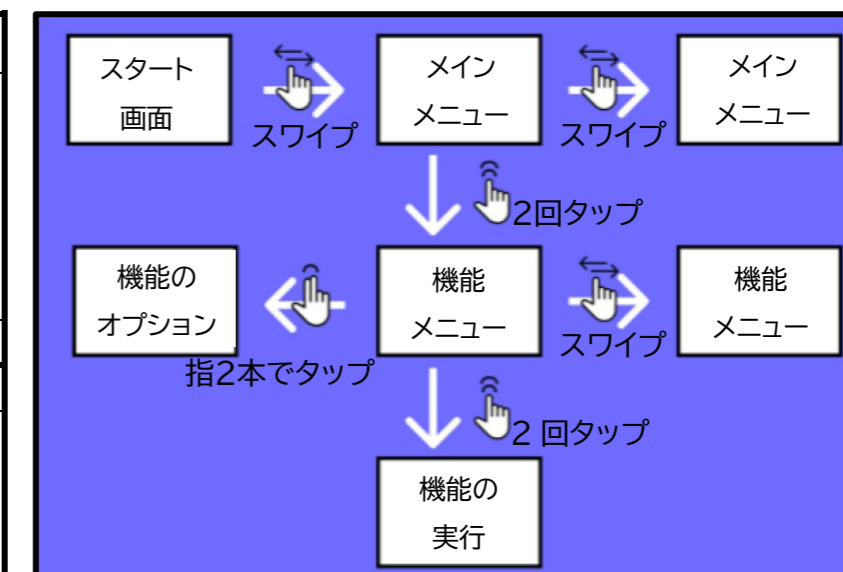 スタート
画面
スワイプ
メイン
メニュー
スワイプ
メイン
メニュー
2回タップ
機能の
オプション
指2本でタップ
機能
メニュー
スワイプ
機能
メニュー
2 回タップ
機能の
実行